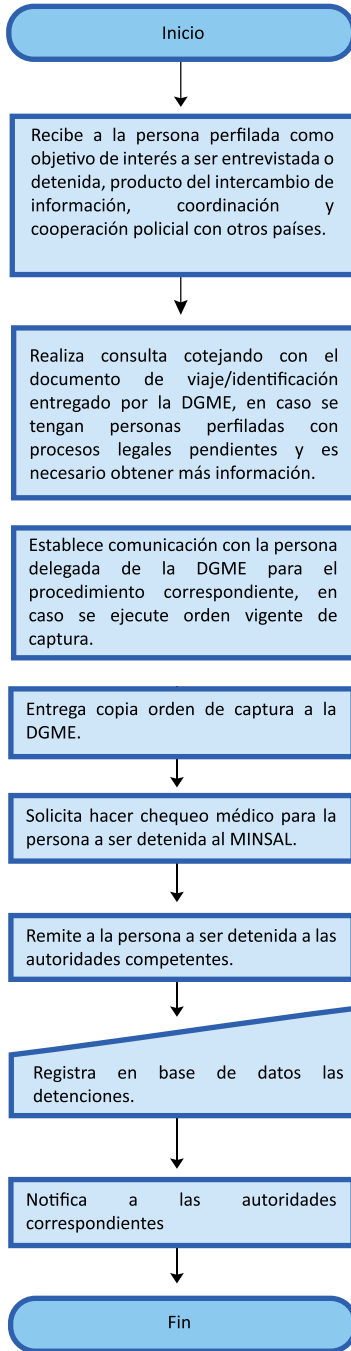 Inicio
Recibe a la persona perfilada como
objetivo de interés a ser entrevistada o
detenida, producto del intercambio de
información, coordinación y
cooperación policial con otros países.
Realiza consulta cotejando con el
documento de viaje/identificación
entregado por la DGME, en caso se
tengan personas perfiladas con
procesos legales pendientes y es
necesario obtener más información.
Establece comunicación con la persona
delegada de la DGME para el
procedimiento correspondiente, en
caso se ejecute orden vigente de
captura.
Entrega copia orden de captura a la
DGME.
Solicita hacer chequeo médico para la
persona a ser detenida al MINSAL.
Remite a la persona a ser detenida a las
autoridades competentes.
Registra en base de datos las
detenciones.
Notifica a las autoridades
correspondientes
Fin